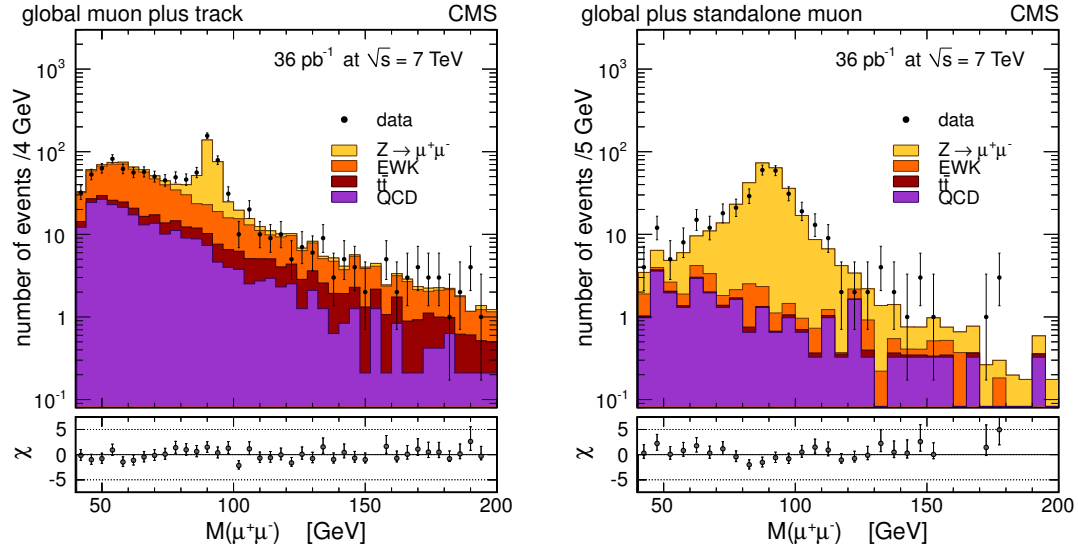 global muon plus track CMS
36 pb⁻¹ at √s = 7 TeV
data
Z → μ⁺μ⁻
EWK
tt̄
QCD
number of events /4 GeV
10³
10²
10
1
10⁻¹
χ
5
0
-5
50 100 150 200
M(μ⁺μ⁻) [GeV]
global plus standalone muon CMS
36 pb⁻¹ at √s = 7 TeV
data
Z → μ⁺μ⁻
EWK
tt̄
QCD
number of events /5 GeV
10³
10²
10
1
10⁻¹
χ
5
0
-5
50 100 150 200
M(μ⁺μ⁻) [GeV]